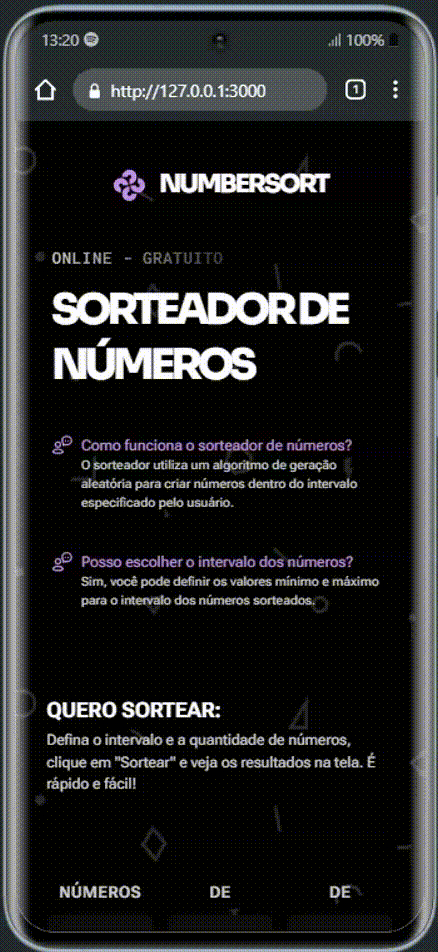 13:20
100%
http://127.0.0.1:3000
1
NUMBERSORT
ONLINE - GRATUITO
SORTEADOR DE
NÚMEROS
Como funciona o sorteador de números?
O sorteador utiliza um algoritmo de geração
aleatória para criar números dentro do intervalo
especificado pelo usuário.
Posso escolher o intervalo dos números?
Sim, você pode definir os valores mínimo e máximo
para o intervalo dos números sorteados.
QUERO SORTEAR:
Defina o intervalo e a quantidade de números,
clique em "Sortear" e veja os resultados na tela. É
rápido e fácil!
NÚMEROS DE DE